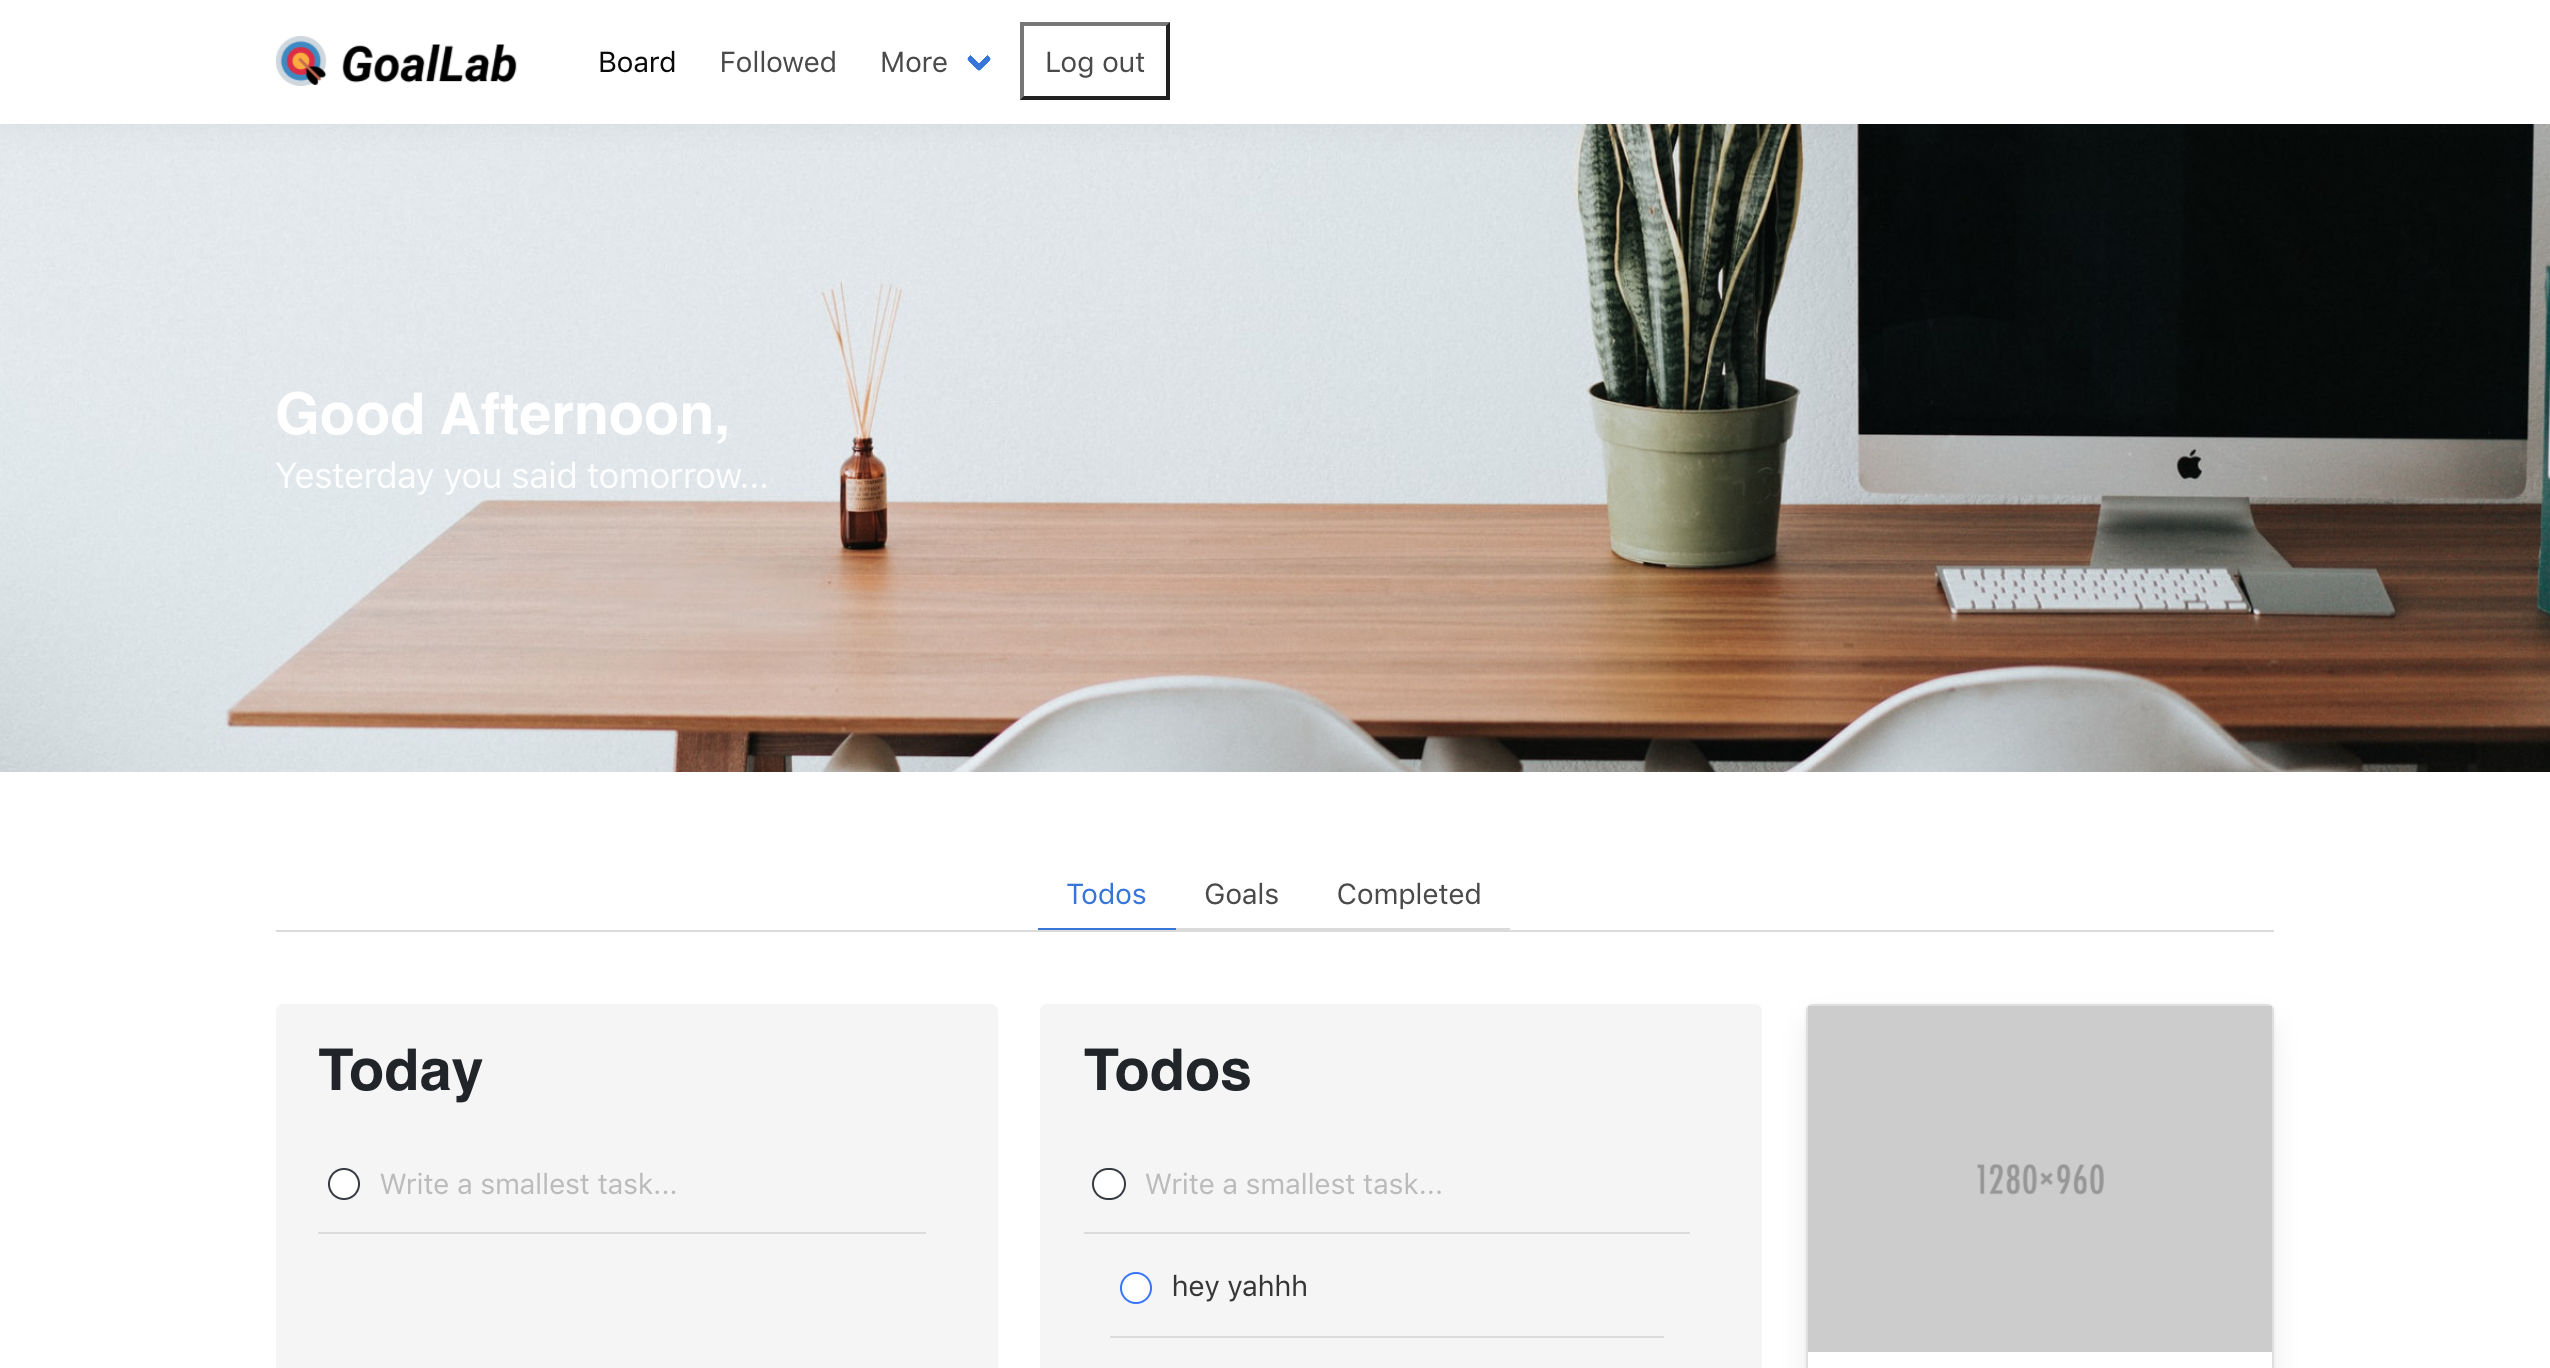 GoalLab
Board Followed More Log out
Good Afternoon,
Yesterday you said tomorrow...
Todos Goals Completed
Today
Write a smallest task...
Todos
Write a smallest task...
hey yahhh
1280×960